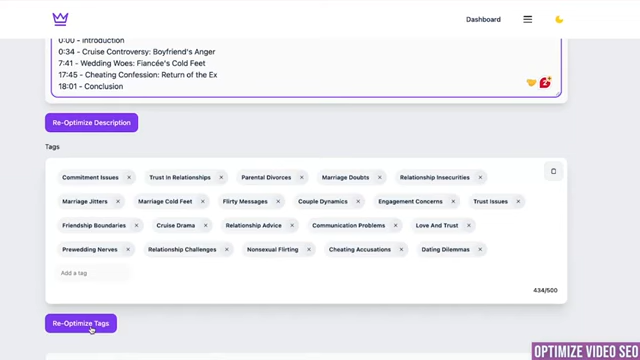 Dashboard
0:00 - Introduction
0:34 - Cruise Controversy: Boyfriend's Anger
7:41 - Wedding Woes: Fiancée's Cold Feet
17:45 - Cheating Confession: Return of the Ex
18:01 - Conclusion
2
Re-Optimize Description
Tags
Commitment Issues × Trust In Relationships × Parental Divorces × Marriage Doubts × Relationship Insecurities ×
Marriage Jitters × Marriage Cold Feet × Flirty Messages × Couple Dynamics × Engagement Concerns × Trust Issues ×
Friendship Boundaries × Cruise Drama × Relationship Advice × Communication Problems × Love And Trust ×
Prewedding Nerves × Relationship Challenges × Nonsexual Flirting × Cheating Accusations × Dating Dilemmas ×
Add a tag
434/500
Re-Optimize Tags
OPTIMIZE VIDEO SEO